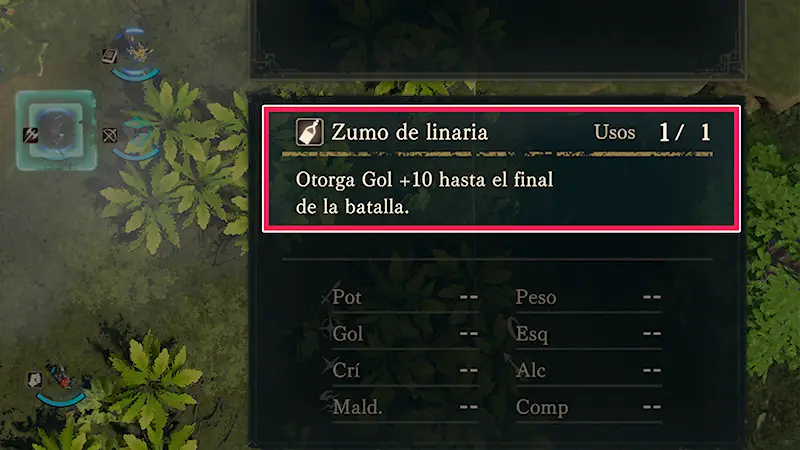 Zumo de linaria Usos 1 / 1
Otorga Gol +10 hasta el final
de la batalla.
Pot -- Peso --
Gol -- Esq --
Crí -- Alc --
Mald. -- Comp --